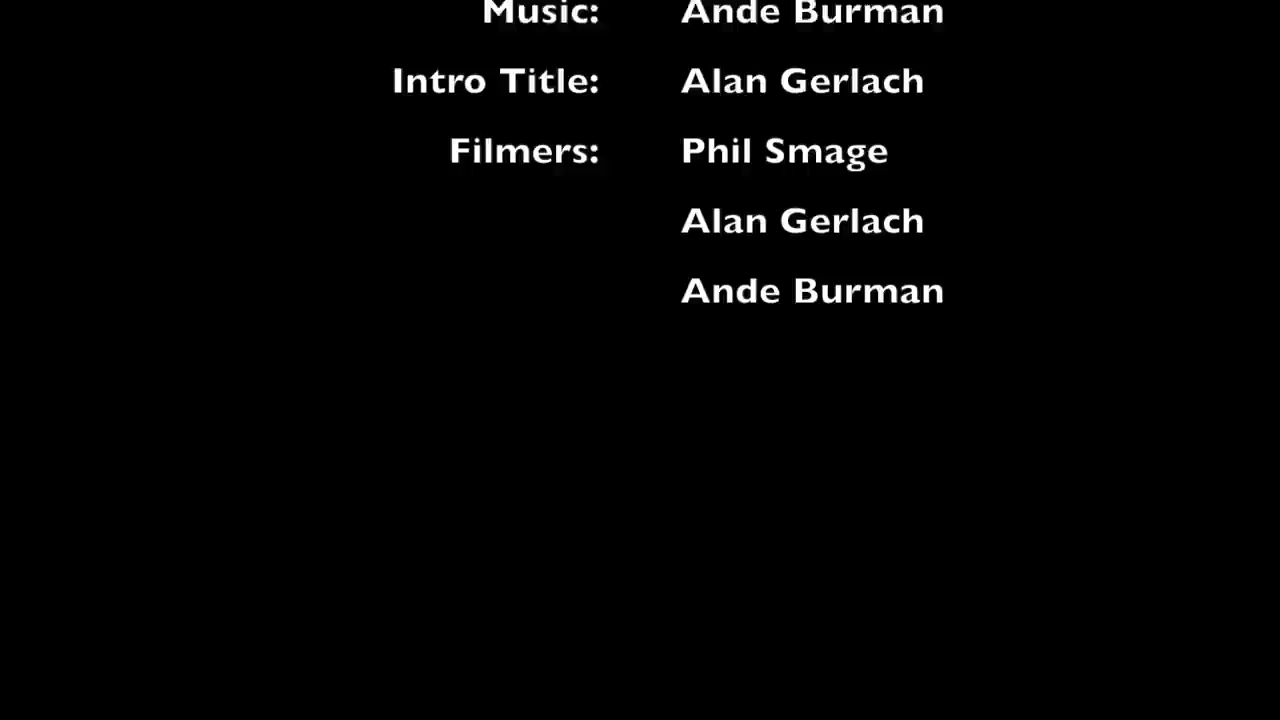 Music: Ande Burman
Intro Title: Alan Gerlach
Filmers: Phil Smage
Alan Gerlach
Ande Burman